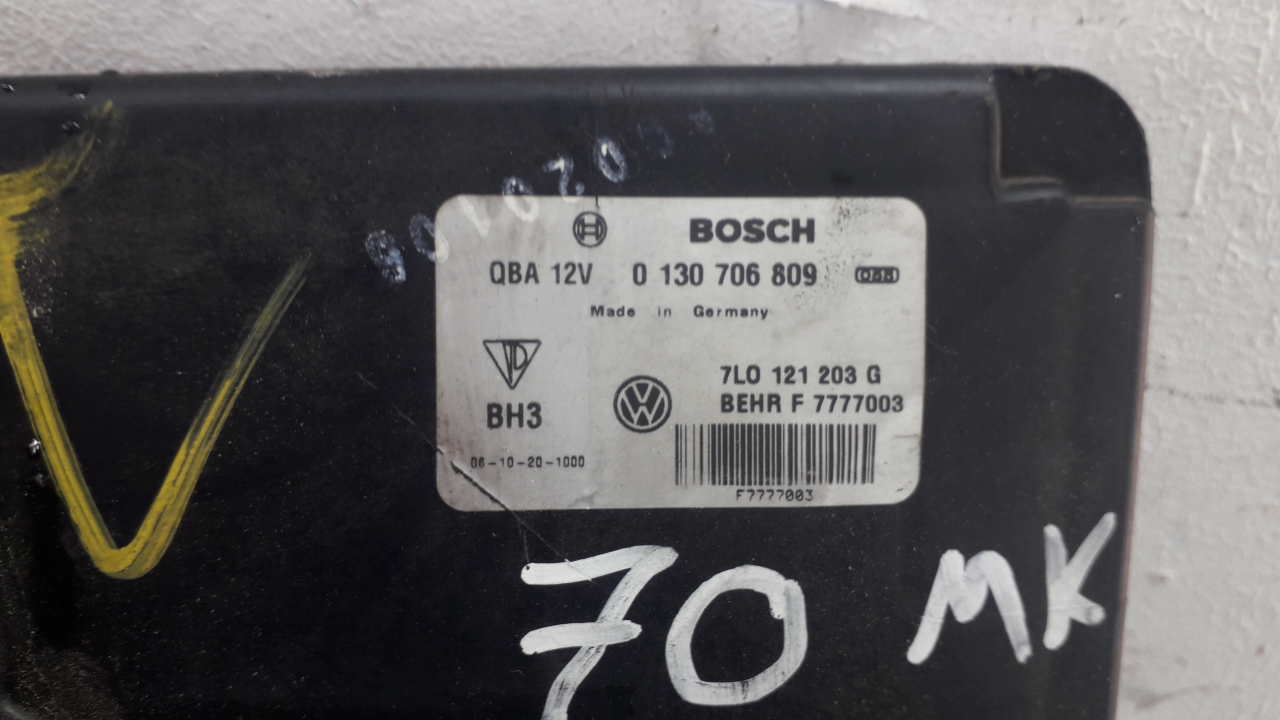 BOSCH
QBA 12V 0 130 706 809
Made in Germany
7L0 121 203 G
BH3
BEHR F 7777003
06-10-20-1000
F7777003
70 MK